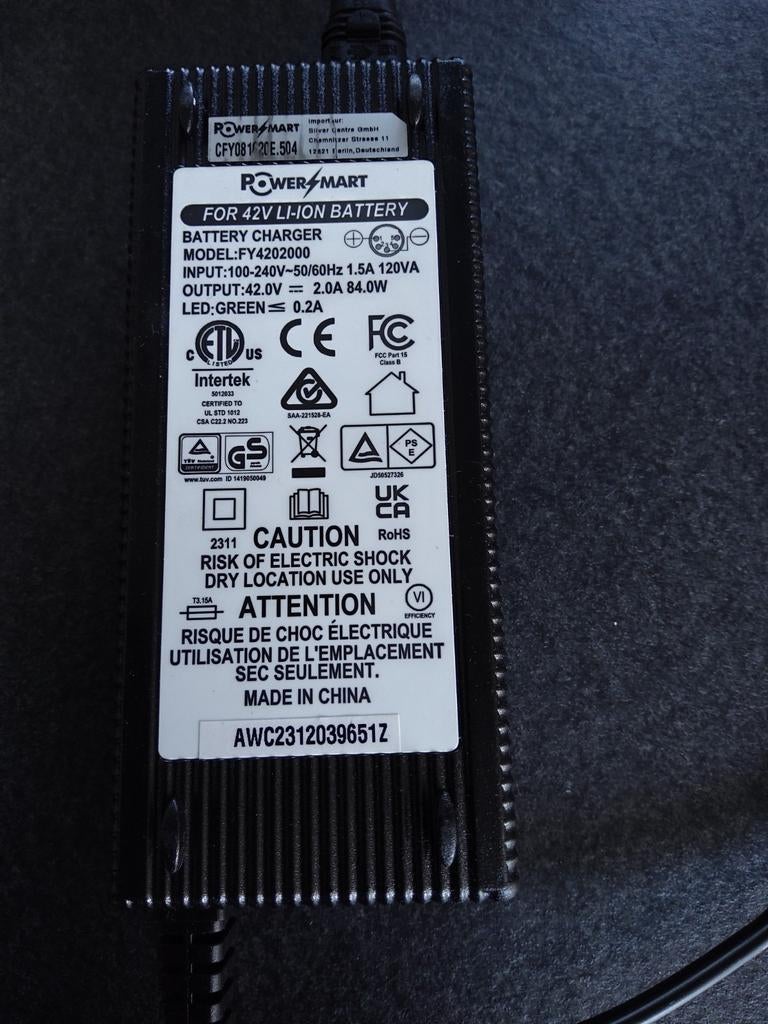 POWERSMART
CFY081020E.504
Importeur:
Silver Centre GmbH
Chemnitzer Strasse 11
12621 Berlin, Deutschland
POWERSMART
FOR 42V LI-ION BATTERY
BATTERY CHARGER
MODEL:FY4202000
INPUT:100-240V~50/60Hz 1.5A 120VA
OUTPUT:42.0V ⎓ 2.0A 84.0W
LED:GREEN≤ 0.2A
C ETL US
LISTED
Intertek
5012033
CERTIFIED TO
UL STD 1012
CSA C22.2 NO.223
CE
FC
FCC Part 15
Class B
SAA-221528-EA
GS
www.tuv.com ID 1419050049
PS
E
JD50527326
2311
UK
CA
RoHS
CAUTION
RISK OF ELECTRIC SHOCK
DRY LOCATION USE ONLY
T3.15A
ATTENTION
VI
EFFICIENCY
RISQUE DE CHOC ÉLECTRIQUE
UTILISATION DE L'EMPLACEMENT
SEC SEULEMENT.
MADE IN CHINA
AWC2312039651Z